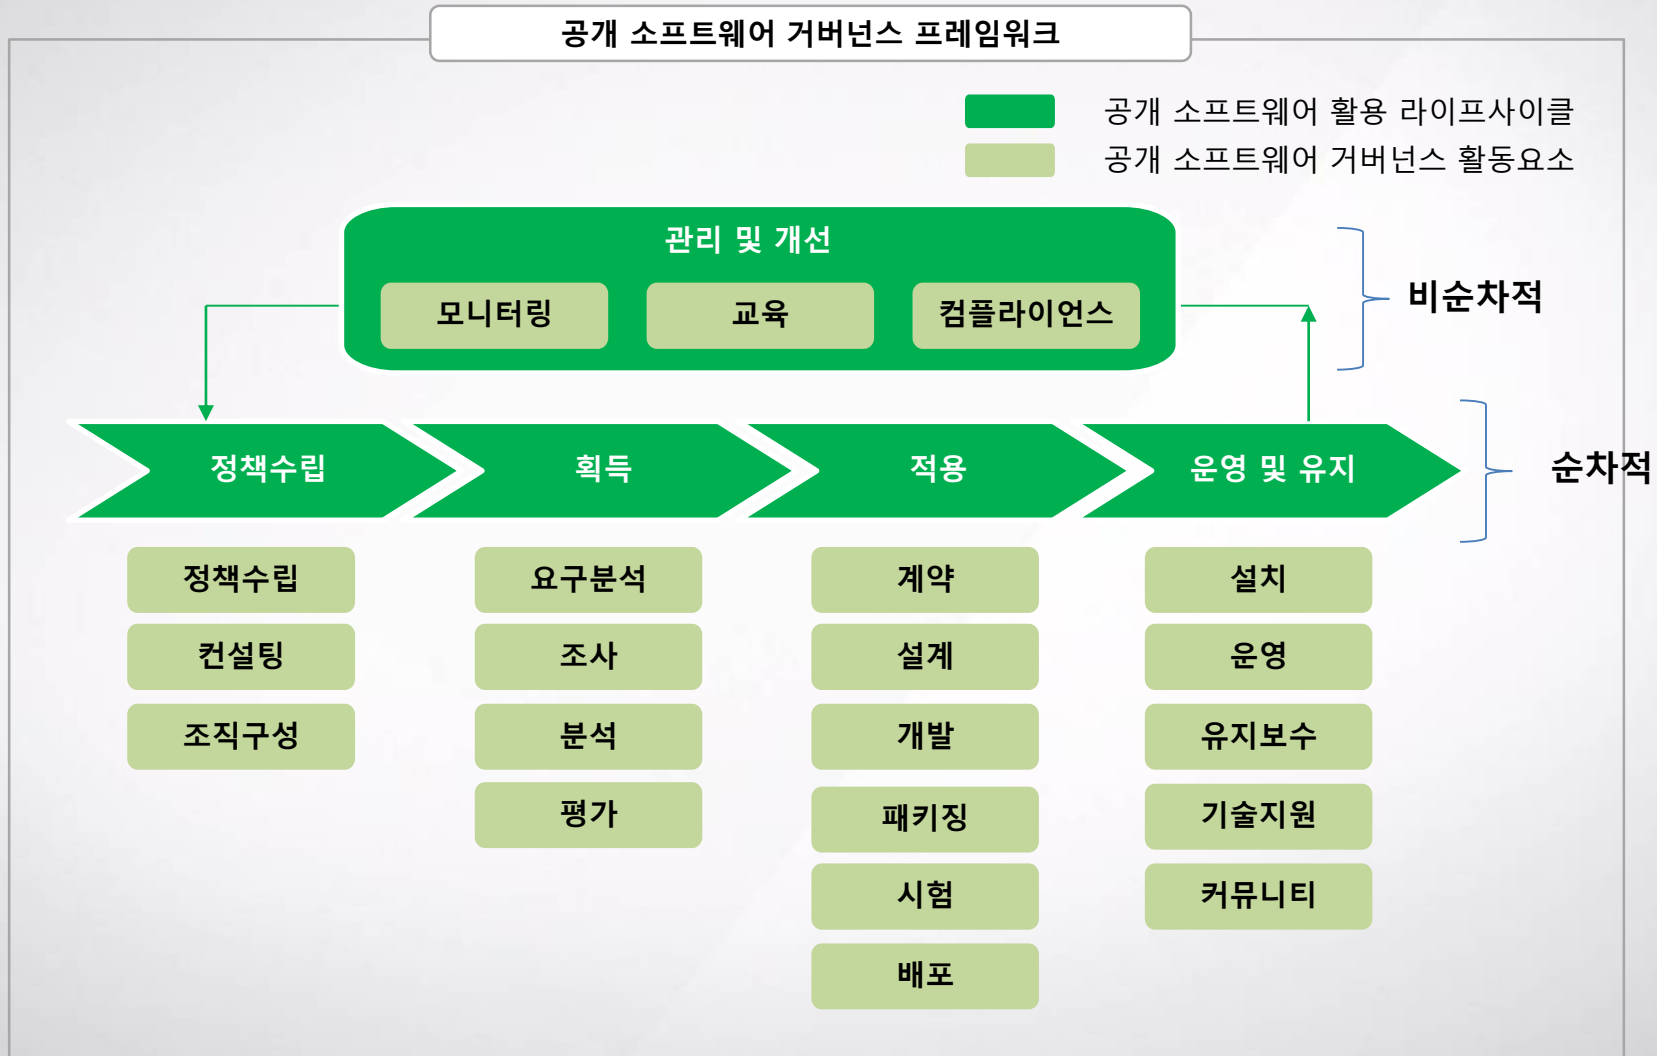 공개 소프트웨어 거버넌스 프레임워크
공개 소프트웨어 활용 라이프사이클
공개 소프트웨어 거버넌스 활동요소
관리 및 개선
모니터링
교육
컴플라이언스
비순차적
정책수립
획득
적용
운영 및 유지
순차적
정책수립
컨설팅
조직구성
요구분석
조사
분석
평가
계약
설계
개발
패키징
시험
배포
설치
운영
유지보수
기술지원
커뮤니티